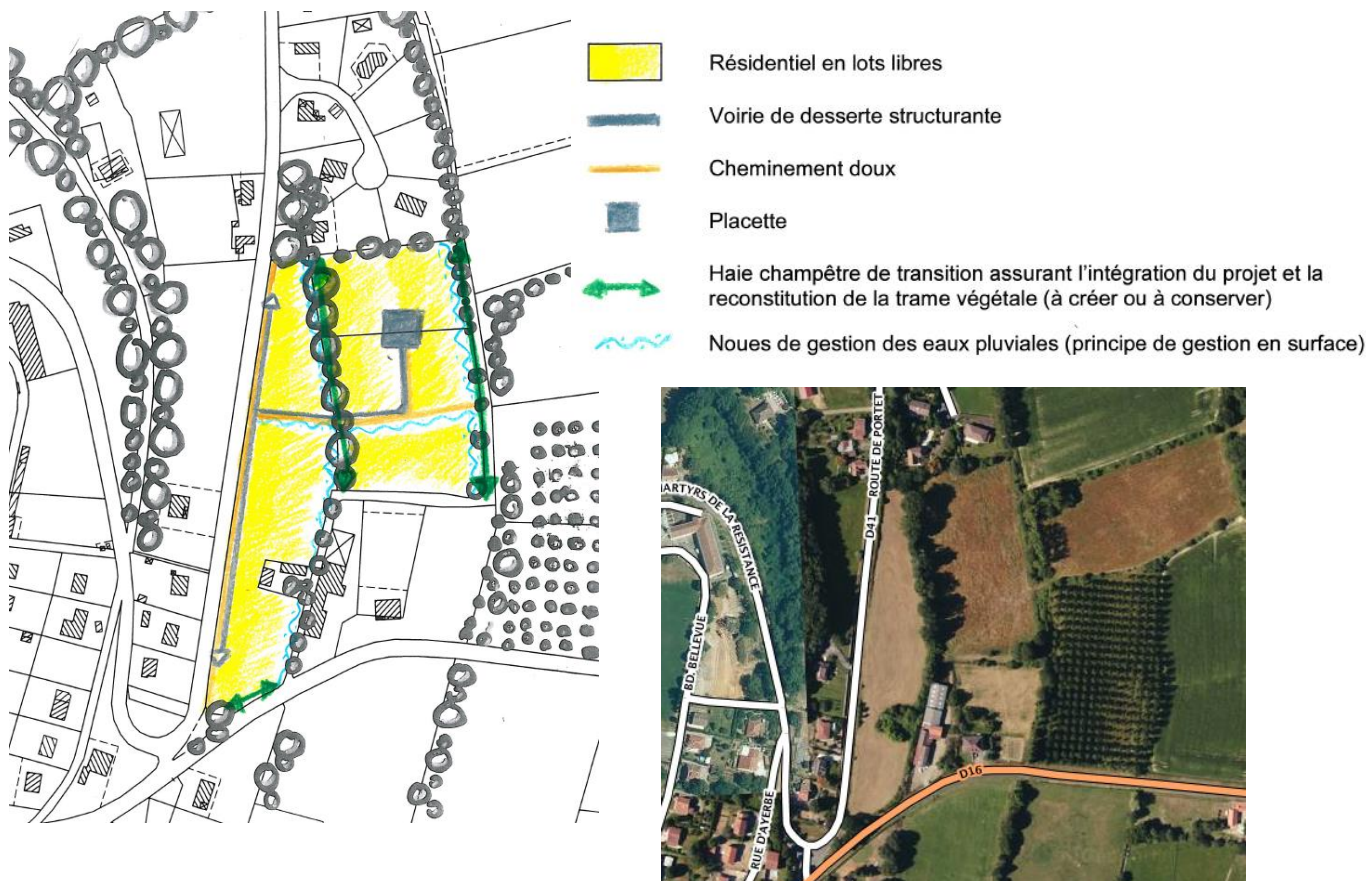 Résidentiel en lots libres
Voirie de desserte structurante
Cheminement doux
Placette
Haie champêtre de transition assurant l'intégration du projet et la
reconstitution de la trame végétale (à créer ou à conserver)
Noues de gestion des eaux pluviales (principe de gestion en surface)
MARTYRS DE LA RESISTANCE
BD. BELLEVUE
D41 — ROUTE DE PORTET
RUE D'AYERBE
D16